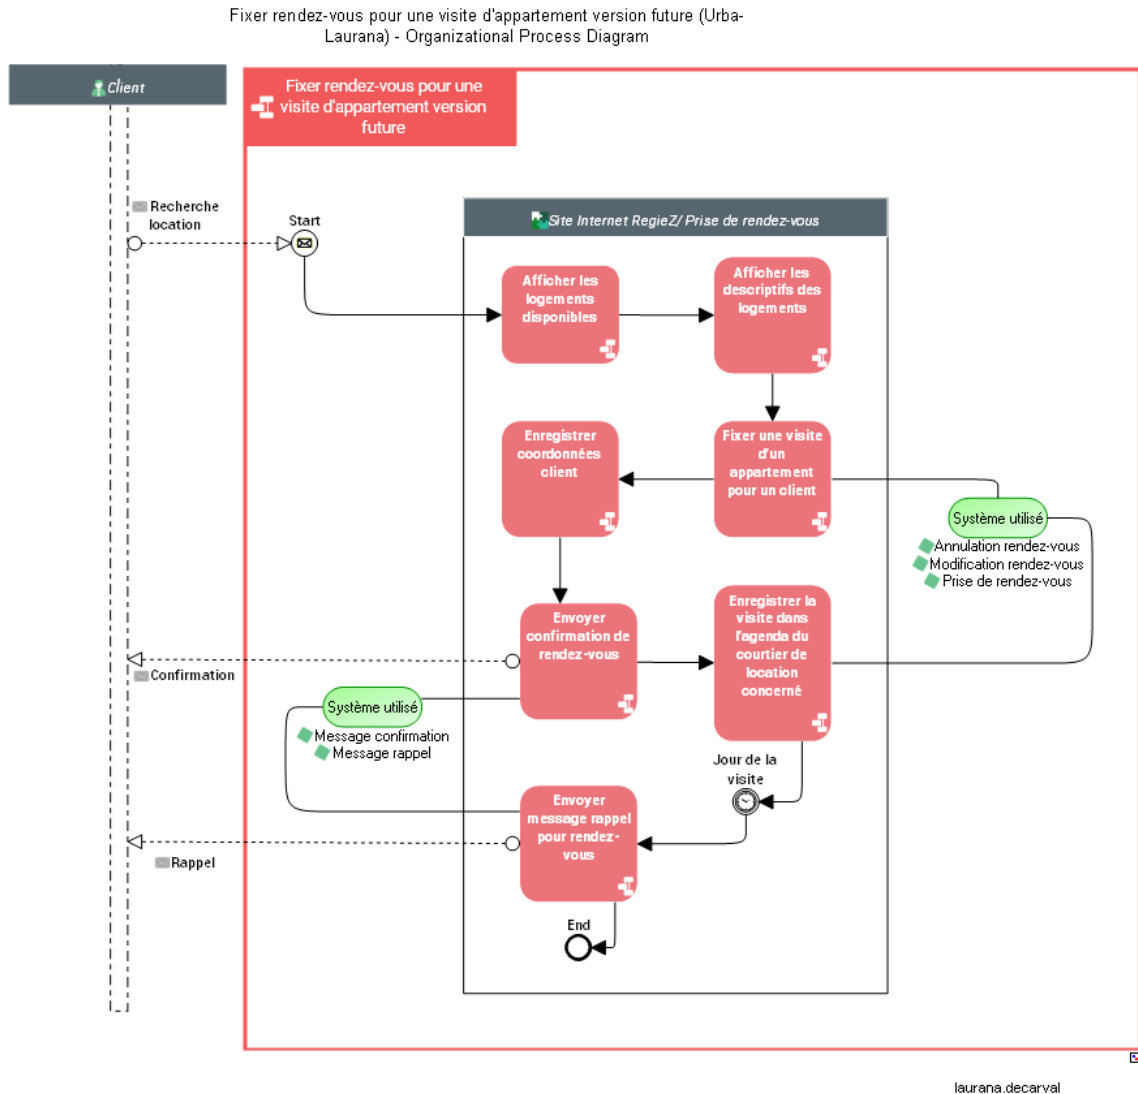 Fixer rendez-vous pour une visite d'appartement version future (Urba-
Laurana) - Organizational Process Diagram
Client
Fixer rendez-vous pour une
visite d'appartement version
future
Recherche
location
Start
Site Internet RegieZ/ Prise de rendez-vous
Afficher les
logements
disponibles
Afficher les
descriptifs des
logements
Enregistrer
coordonnées
client
Fixer une visite
d'un
appartement
pour un client
Système utilisé
Annulation rendez-vous
Modification rendez-vous
Prise de rendez-vous
Envoyer
confirmation de
rendez-vous
Enregistrer la
visite dans
l'agenda du
courtier de
location
concerné
Confirmation
Système utilisé
Message confirmation
Message rappel
Jour de la
visite
Envoyer
message rappel
pour rendez-
vous
Rappel
End
laurana.decarval